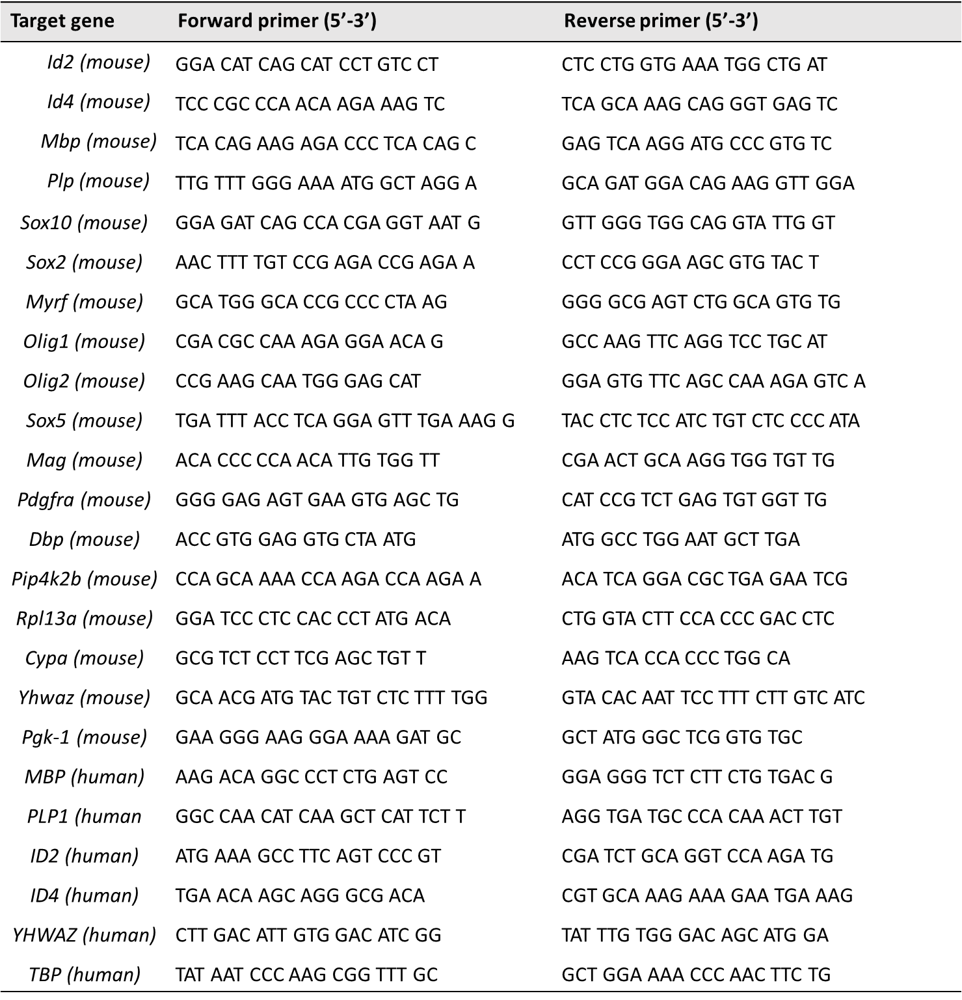 Target gene Forward primer (5’-3’) Reverse primer (5’-3’)
Id2 (mouse) GGA CAT CAG CAT CCT GTC CT CTC CTG GTG AAA TGG CTG AT
Id4 (mouse) TCC CGC CCA ACA AGA AAG TC TCA GCA AAG CAG GGT GAG TC
Mbp (mouse) TCA CAG AAG AGA CCC TCA CAG C GAG TCA AGG ATG CCC GTG TC
Plp (mouse) TTG TTT GGG AAA ATG GCT AGG A GCA GAT GGA CAG AAG GTT GGA
Sox10 (mouse) GGA GAT CAG CCA CGA GGT AAT G GTT GGG TGG CAG GTA TTG GT
Sox2 (mouse) AAC TTT TGT CCG AGA CCG AGA A CCT CCG GGA AGC GTG TAC T
Myrf (mouse) GCA TGG GCA CCG CCC CTA AG GGG GCG AGT CTG GCA GTG TG
Olig1 (mouse) CGA CGC CAA AGA GGA ACA G GCC AAG TTC AGG TCC TGC AT
Olig2 (mouse) CCG AAG CAA TGG GAG CAT GGA GTG TTC AGC CAA AGA GTC A
Sox5 (mouse) TGA TTT ACC TCA GGA GTT TGA AAG G TAC CTC TCC ATC TGT CTC CCC ATA
Mag (mouse) ACA CCC CCA ACA TTG TGG TT CGA ACT GCA AGG TGG TGT TG
Pdgfra (mouse) GGG GAG AGT GAA GTG AGC TG CAT CCG TCT GAG TGT GGT TG
Dbp (mouse) ACC GTG GAG GTG CTA ATG ATG GCC TGG AAT GCT TGA
Pip4k2b (mouse) CCA GCA AAA CCA AGA CCA AGA A ACA TCA GGA CGC TGA GAA TCG
Rpl13a (mouse) GGA TCC CTC CAC CCT ATG ACA CTG GTA CTT CCA CCC GAC CTC
Cypa (mouse) GCG TCT CCT TCG AGC TGT T AAG TCA CCA CCC TGG CA
Yhwaz (mouse) GCA ACG ATG TAC TGT CTC TTT TGG GTA CAC AAT TCC TTT CTT GTC ATC
Pgk-1 (mouse) GAA GGG AAG GGA AAA GAT GC GCT ATG GGC TCG GTG TGC
MBP (human) AAG ACA GGC CCT CTG AGT CC GGA GGG TCT CTT CTG TGAC G
PLP1 (human GGC CAA CAT CAA GCT CAT TCT T AGG TGA TGC CCA CAA ACT TGT
ID2 (human) ATG AAA GCC TTC AGT CCC GT CGA TCT GCA GGT CCA AGA TG
ID4 (human) TGA ACA AGC AGG GCG ACA CGT GCA AAG AAA GAA TGA AAG
YHWAZ (human) CTT GAC ATT GTG GAC ATC GG TAT TTG TGG GAC AGC ATG GA
TBP (human) TAT AAT CCC AAG CGG TTT GC GCT GGA AAA CCC AAC TTC TG